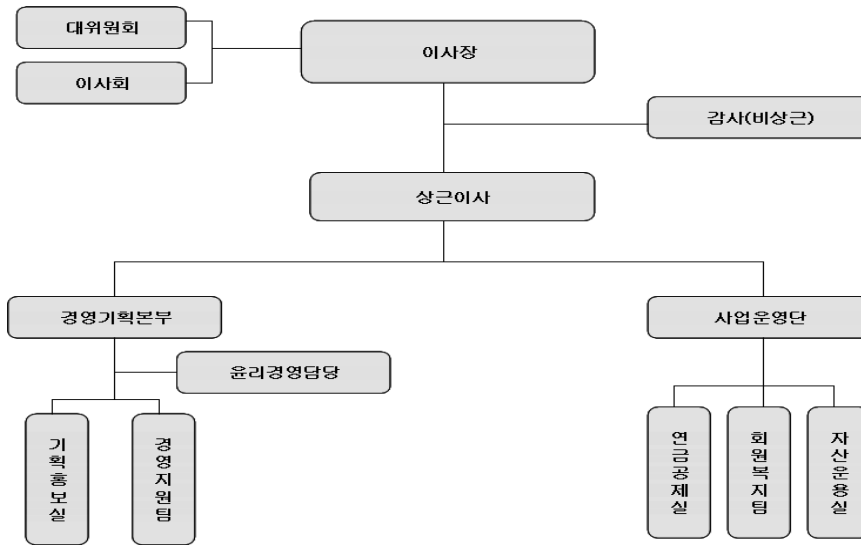 대위원회
이사장
이사회
감사(비상근)
상근이사
경영기획본부
사업운영단
윤리경영담당
기획홍보실
경영지원팀
연금공제실
회원복지팀
자산운용실